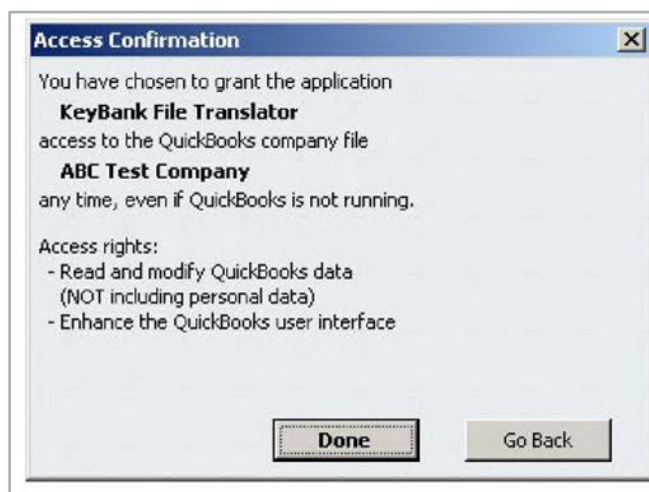 Access Confirmation
You have chosen to grant the application
KeyBank File Translator
access to the QuickBooks company file
ABC Test Company
any time, even if QuickBooks is not running.
Access rights:
- Read and modify QuickBooks data
(NOT including personal data)
- Enhance the QuickBooks user interface
Done
Go Back